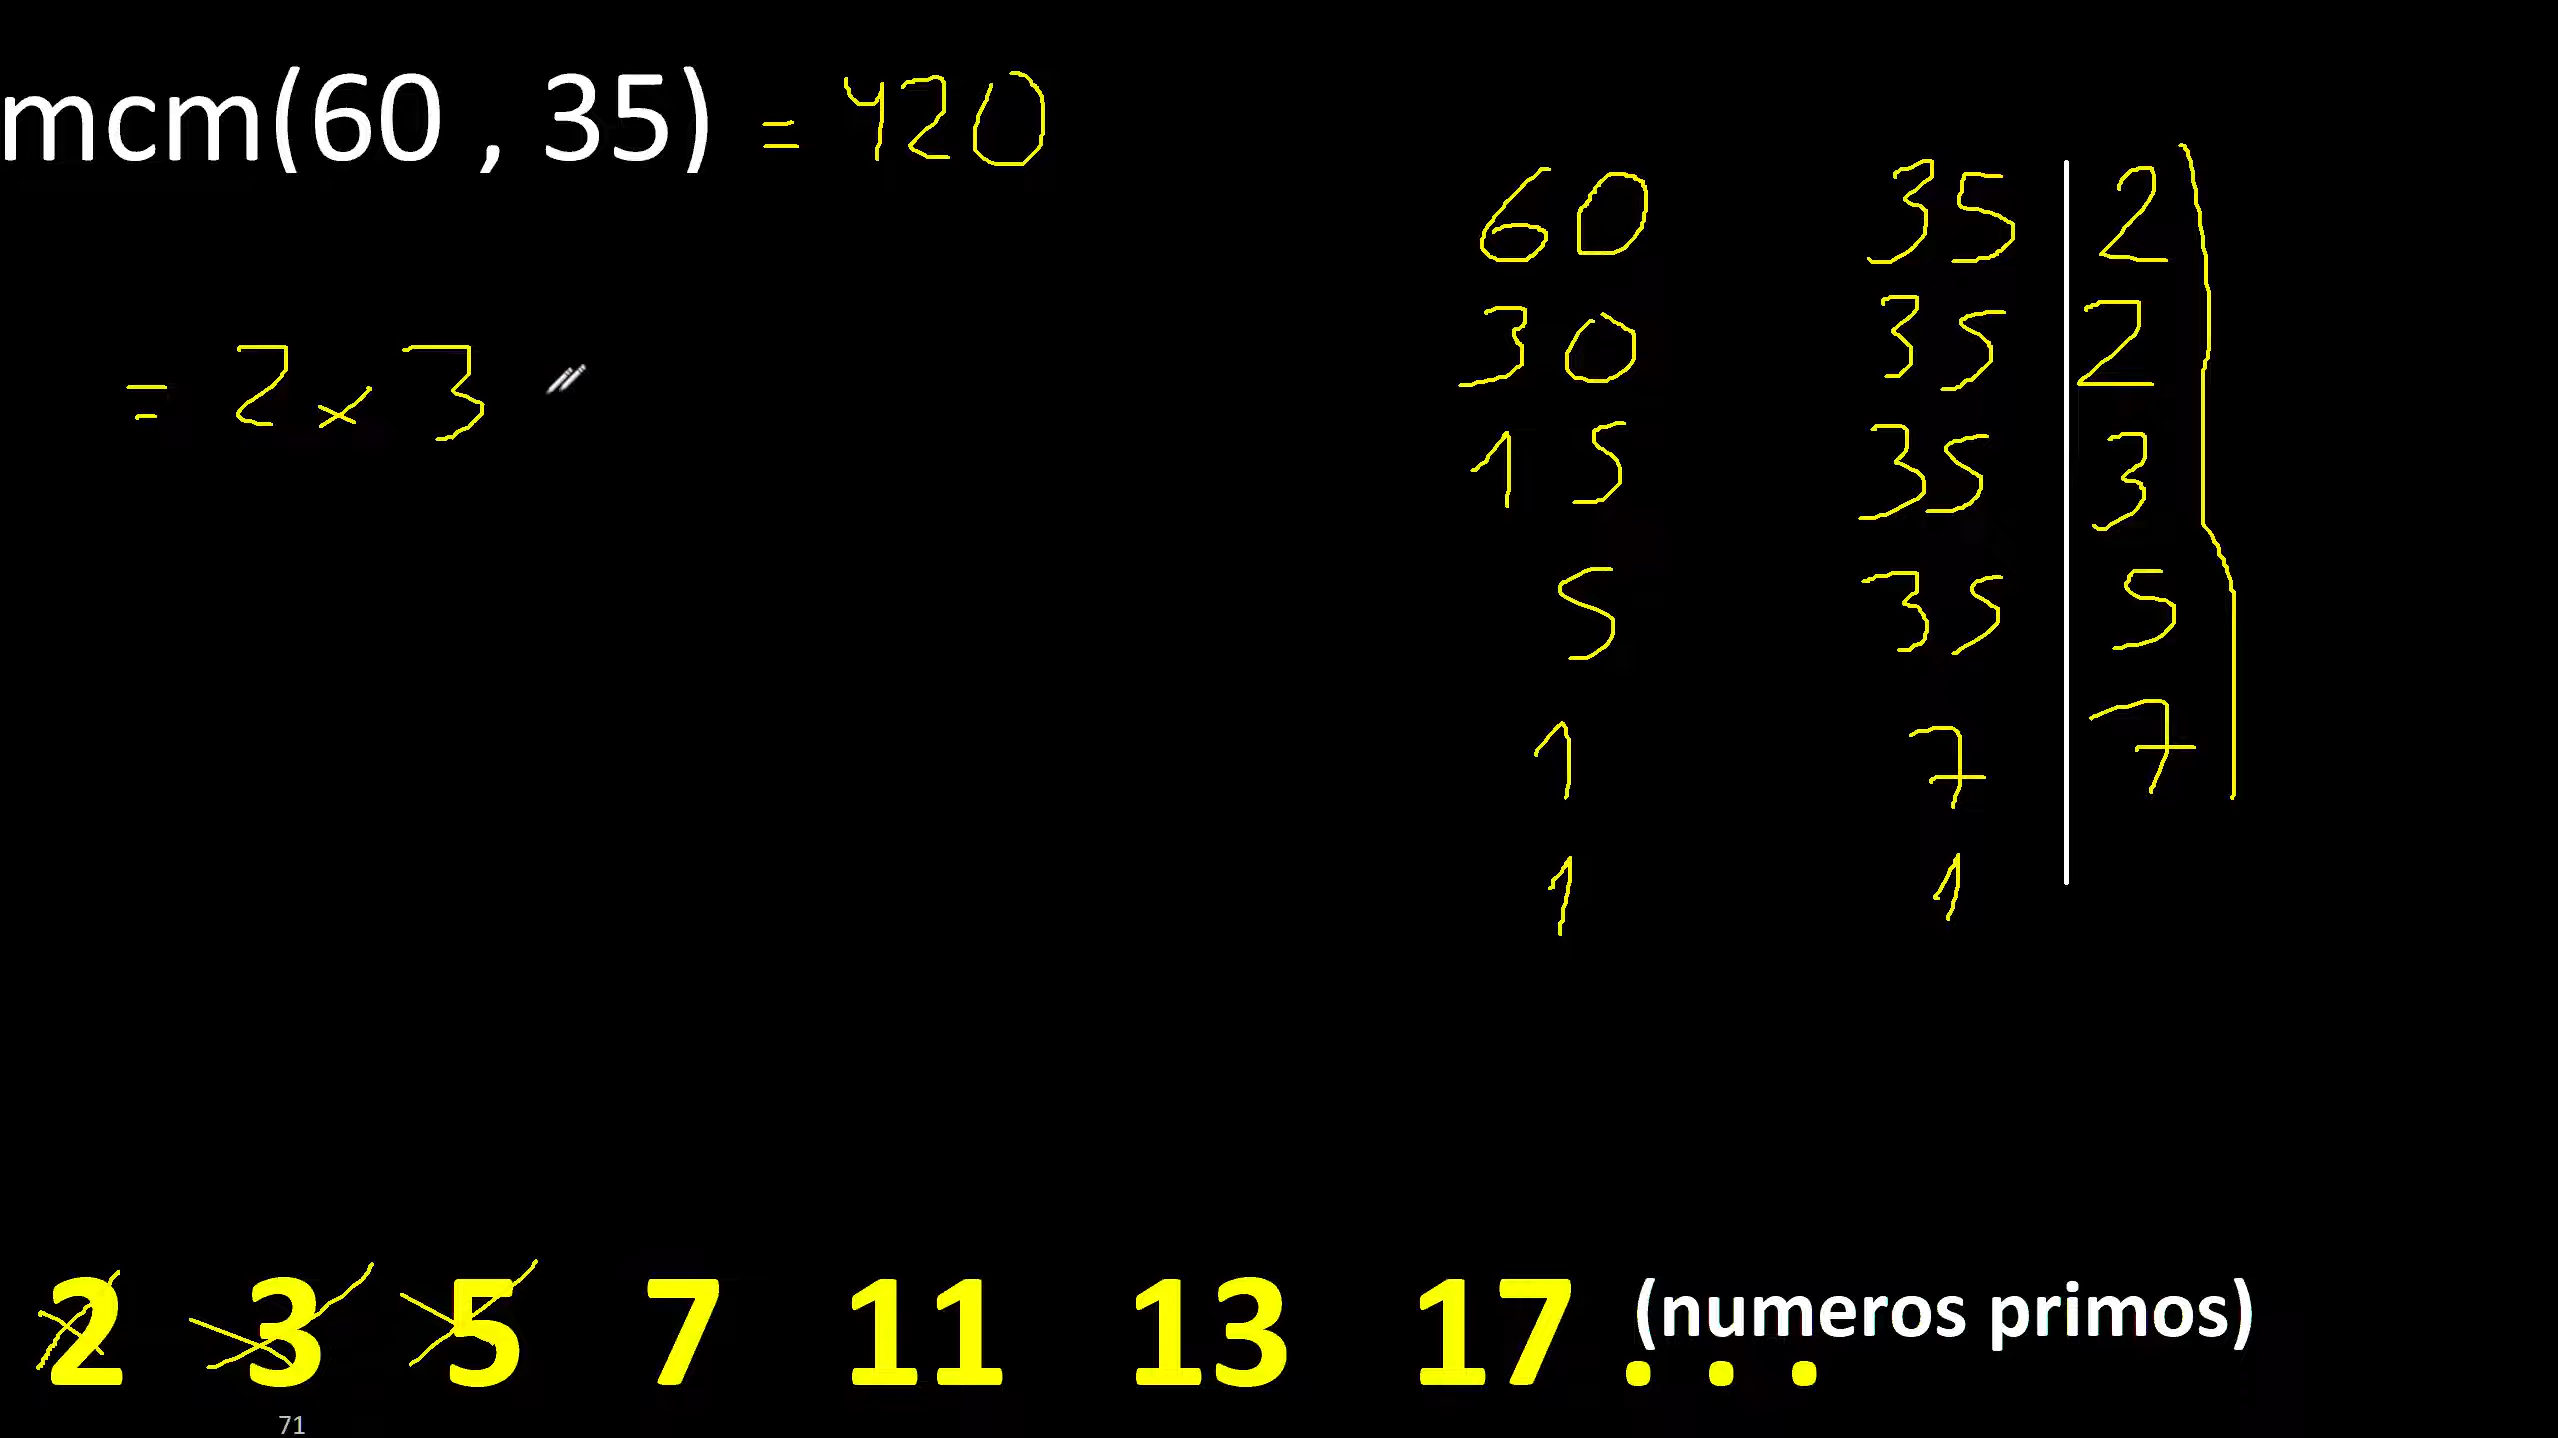 mcm(60 , 35) = 420
= 2 x 3
60 35 2
30 35 2
15 35 3
5 35 5
1 7 7
1 1
2 3 5 7 11 13 17 . . . (numeros primos)
71